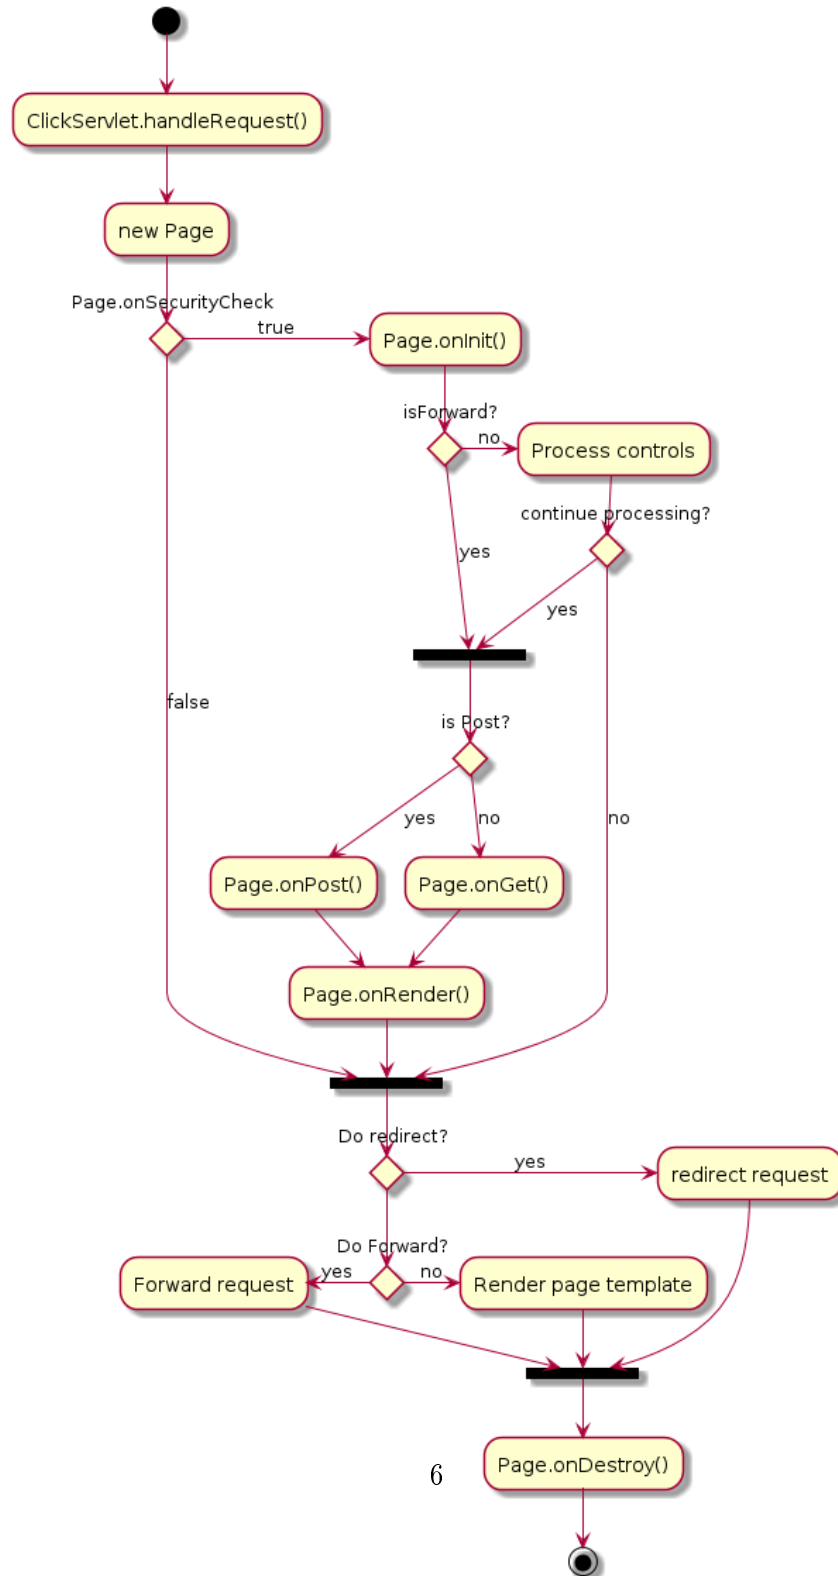 ClickServlet.handleRequest()
new Page
Page.onSecurityCheck
true
Page.onInit()
isForward?
no
Process controls
continue processing?
yes
yes
false
is Post?
yes
no
no
Page.onPost()
Page.onGet()
Page.onRender()
Do redirect?
yes
redirect request
Do Forward?
yes
no
Forward request
Render page template
Page.onDestroy()
6